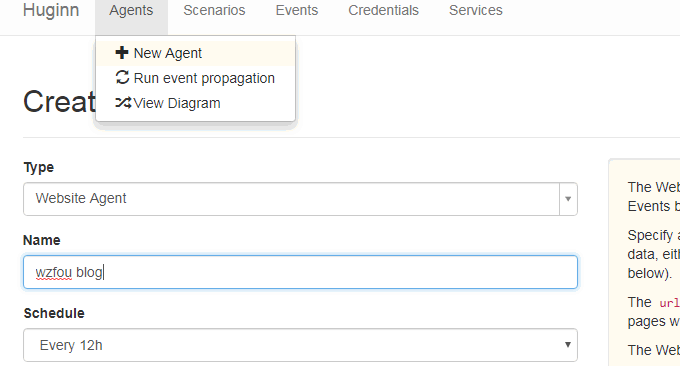 Huginn Agents Scenarios Events Credentials Services
New Agent
Run event propagation
View Diagram
Creat
Type
Website Agent
Name
wzfou blog
Schedule
Every 12h
The Web
Events b
Specify a
data, eit
below).
The url
pages w
The Web